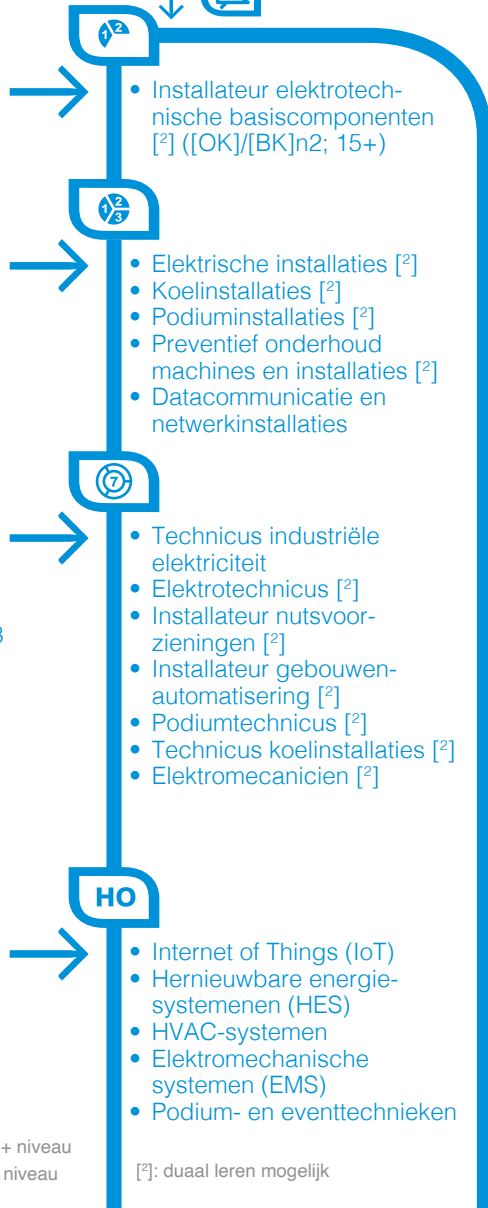 1 2
• Installateur elektrotech-
nische basiscomponenten
[²] ([OK]/[BK]n2; 15+)
1 2 3
• Elektrische installaties [²]
• Koelinstallaties [²]
• Podiuminstallaties [²]
• Preventief onderhoud
machines en installaties [²]
• Datacommunicatie en
netwerkinstallaties
7
• Technicus industriële
elektriciteit
• Elektrotechnicus [²]
• Installateur nutsvoor-
zieningen [²]
• Installateur gebouwen-
automatisering [²]
• Podiumtechnicus [²]
• Technicus koelinstallaties [²]
• Elektromecanicien [²]
HO
• Internet of Things (IoT)
• Hernieuwbare energie-
systemenen (HES)
• HVAC-systemen
• Elektromechanische
systemen (EMS)
• Podium- en eventtechnieken
+ niveau
niveau
[²]: duaal leren mogelijk